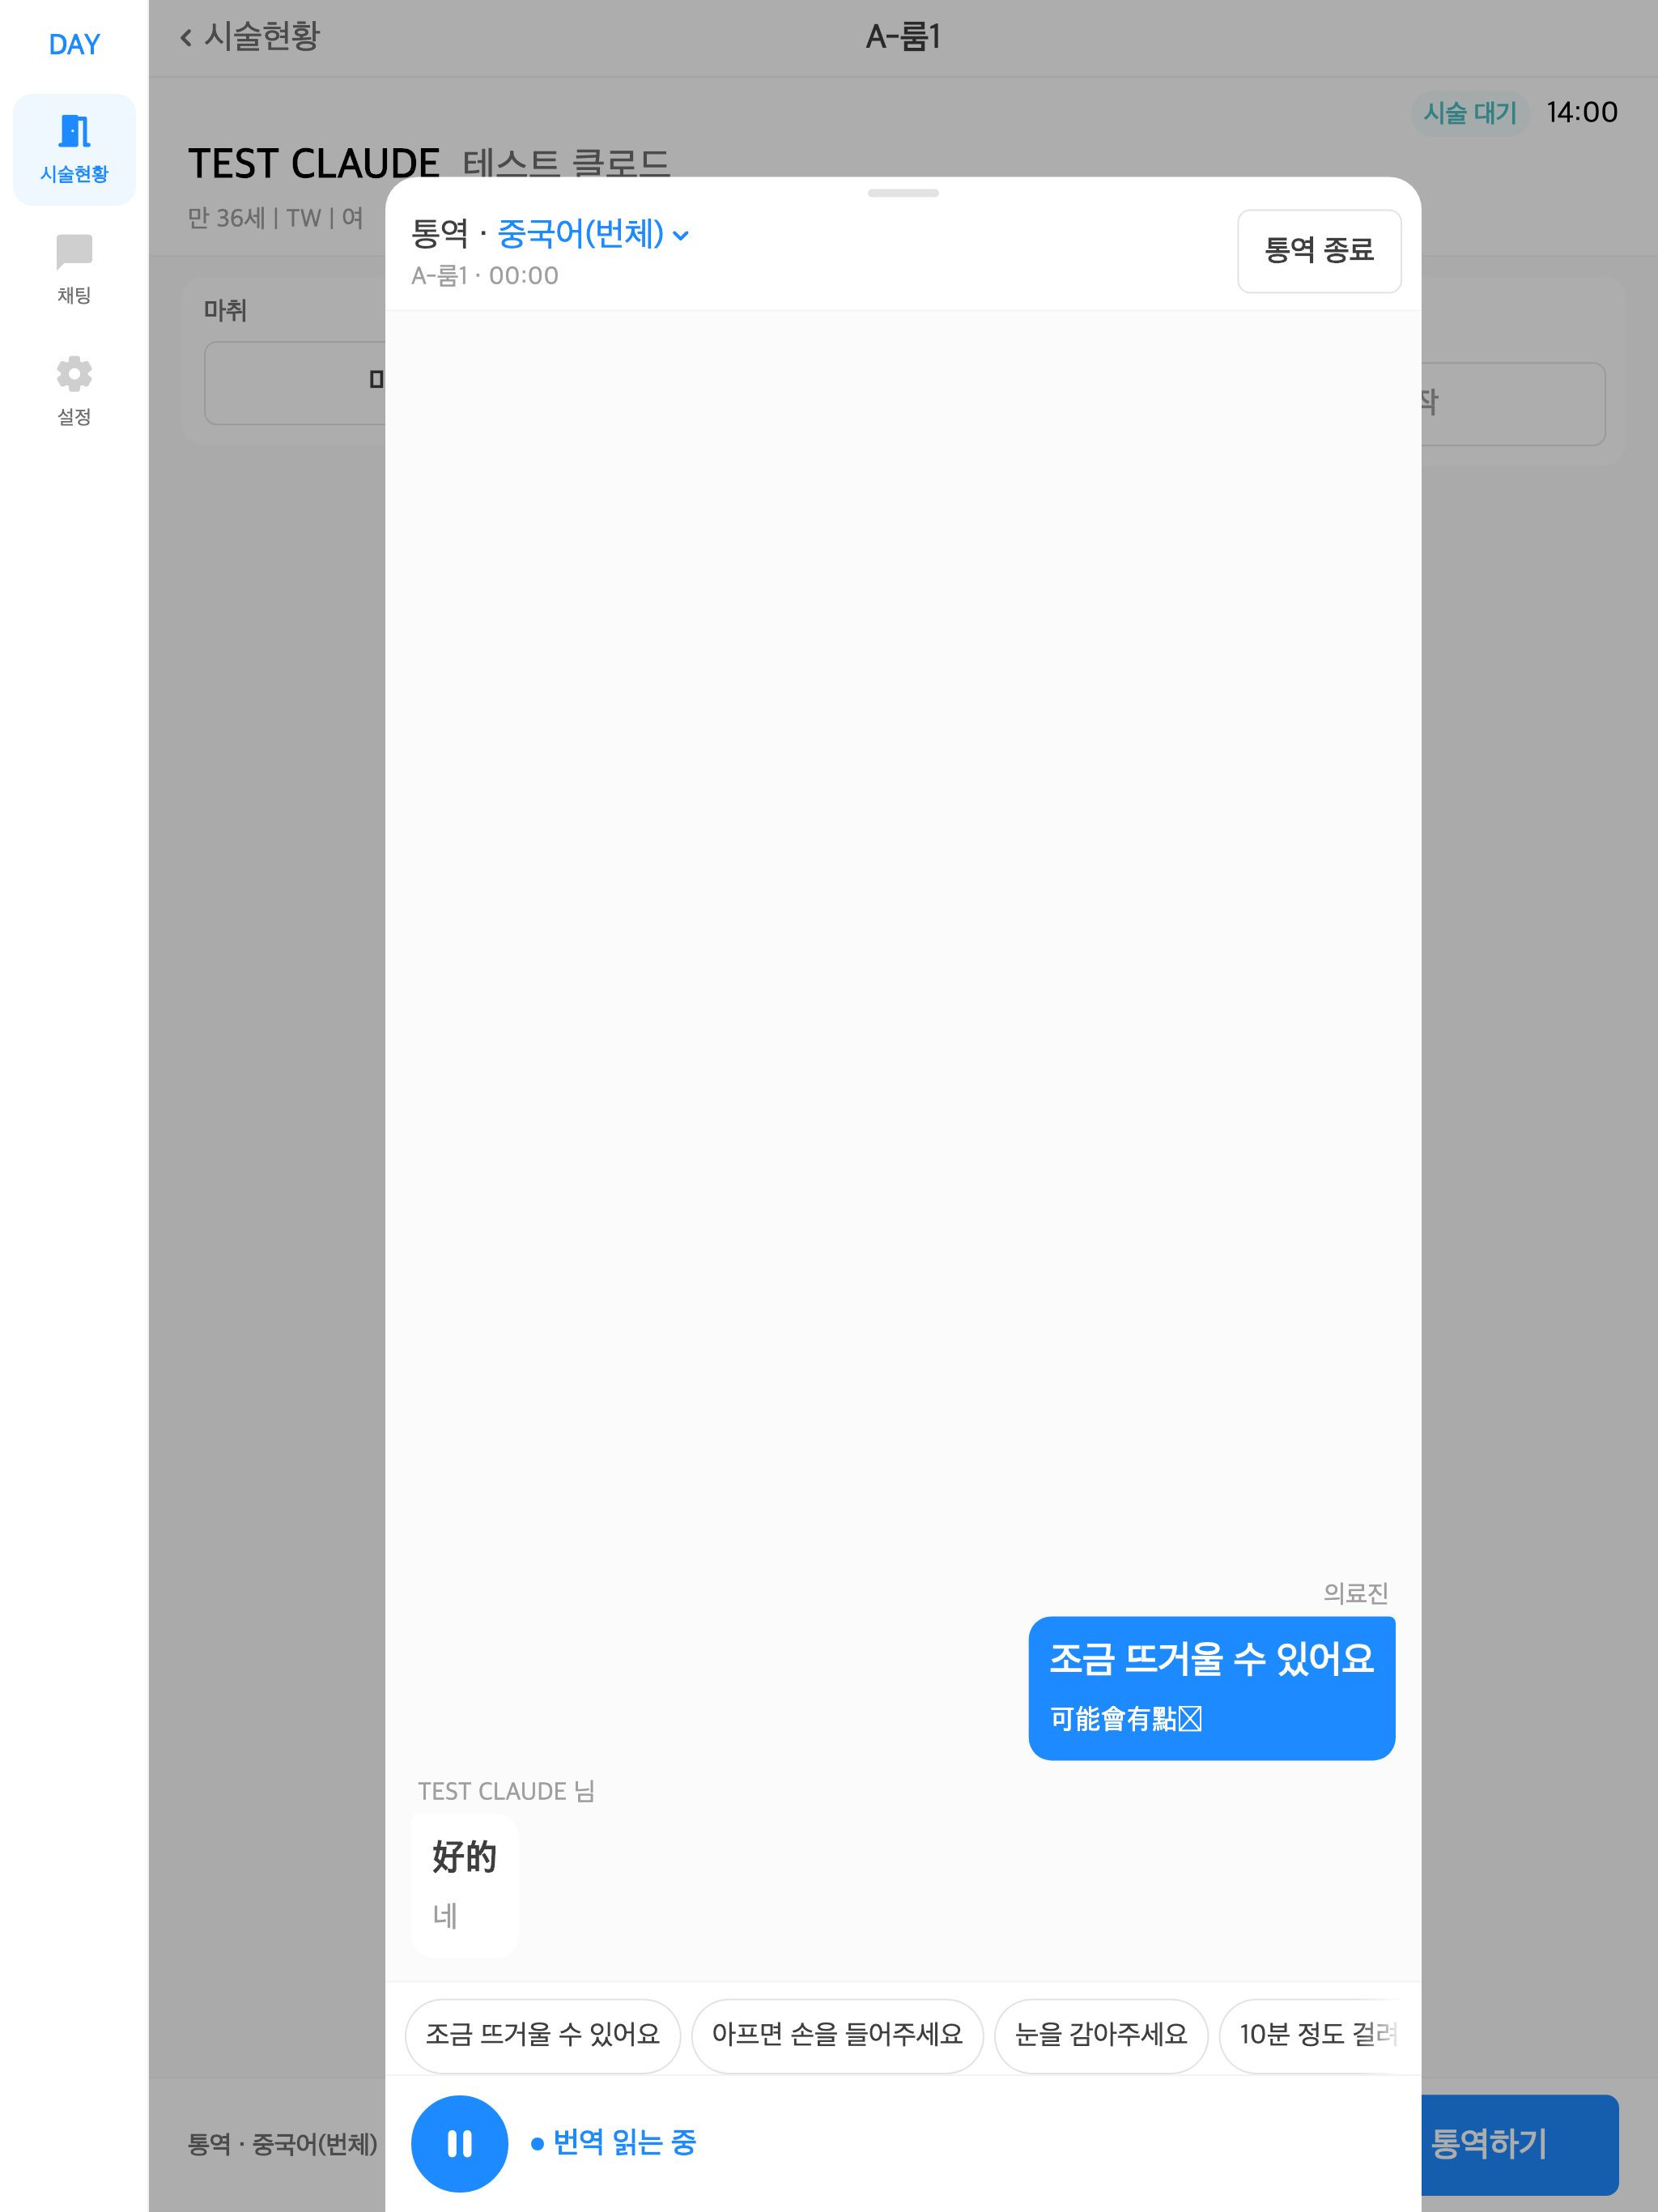 DAY
시술현황
채팅
설정
시술현황
A-룸1
시술 대기 14:00
TEST CLAUDE 테스트 클로드
만 36세 | TW | 여
마취
통역 · 중국어(번체)
A-룸1 · 00:00
통역 종료
의료진
조금 뜨거울 수 있어요
可能會有點
TEST CLAUDE 님
好的
네
조금 뜨거울 수 있어요
아프면 손을 들어주세요
눈을 감아주세요
10분 정도 걸려
번역 읽는 중
통역 · 중국어(번체)
통역하기